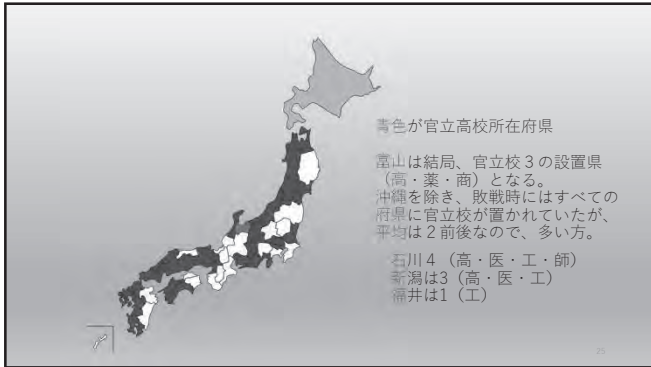 青色が官立高校所在府県
富山は結局、官立校３の設置県
（高・薬・商）となる。
沖縄を除き、敗戦時にはすべての
府県に官立校が置かれていたが、
平均は２前後なので、多い方。
石川４（高・医・工・師）
新潟は3（高・医・工）
福井は1（工）
25